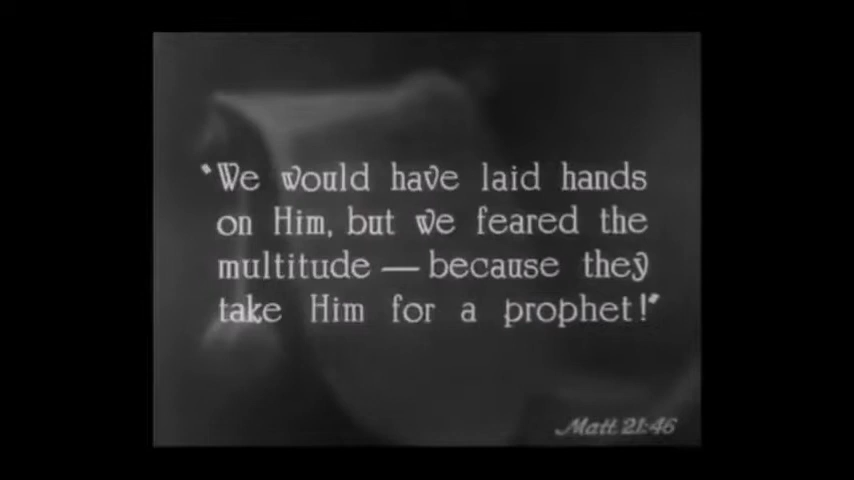 "We would have laid hands
on Him, but we feared the
multitude — because they
take Him for a prophet!"
Matt. 21:46